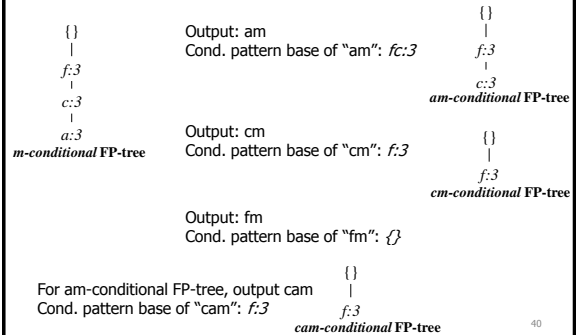 {}
f:3
c:3
a:3
m-conditional FP-tree
Output: am
Cond. pattern base of "am": fc:3
{}
f:3
c:3
am-conditional FP-tree
Output: cm
Cond. pattern base of "cm": f:3
{}
f:3
cm-conditional FP-tree
Output: fm
Cond. pattern base of "fm": {}
For am-conditional FP-tree, output cam
Cond. pattern base of "cam": f:3
{}
f:3
cam-conditional FP-tree
40